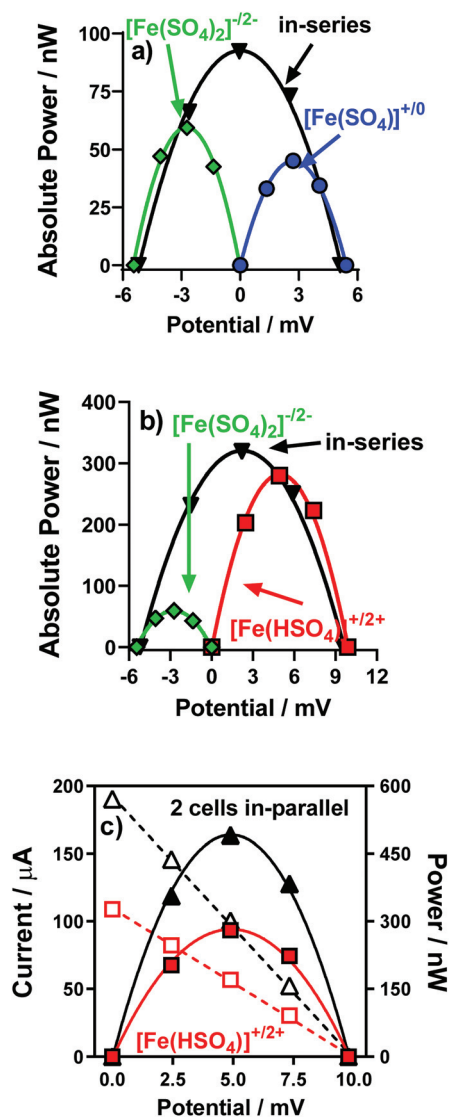 [Fe(SO₄)₂]⁻/²⁻
in-series
a)
[Fe(SO₄)]⁺/⁰
Absolute Power / nW
100
75
50
25
0
-6 -3 0 3 6
Potential / mV
b)
[Fe(SO₄)₂]⁻/²⁻
in-series
Absolute Power / nW
400
300
200
100
0
[Fe(HSO₄)]⁺/²⁺
-6 -3 0 3 6 9 12
Potential / mV
c)
2 cells in-parallel
Current / μA
200
150
100
50
0
600
450
300
150
0
Power / nW
[Fe(HSO₄)]⁺/²⁺
0.0 2.5 5.0 7.5 10.0
Potential / mV